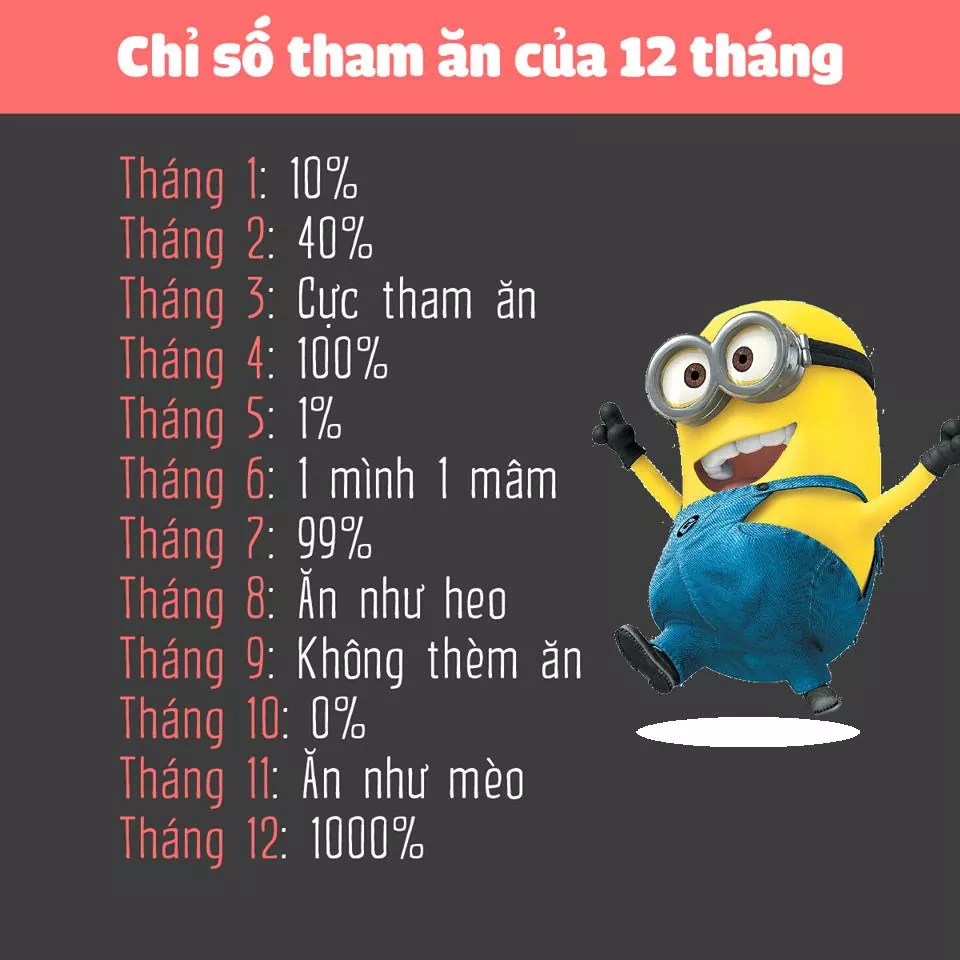 Chỉ số tham ăn của 12 tháng
Tháng 1: 10%
Tháng 2: 40%
Tháng 3: Cực tham ăn
Tháng 4: 100%
Tháng 5: 1%
Tháng 6: 1 mình 1 mâm
Tháng 7: 99%
Tháng 8: Ăn như heo
Tháng 9: Không thèm ăn
Tháng 10: 0%
Tháng 11: Ăn như mèo
Tháng 12: 1000%